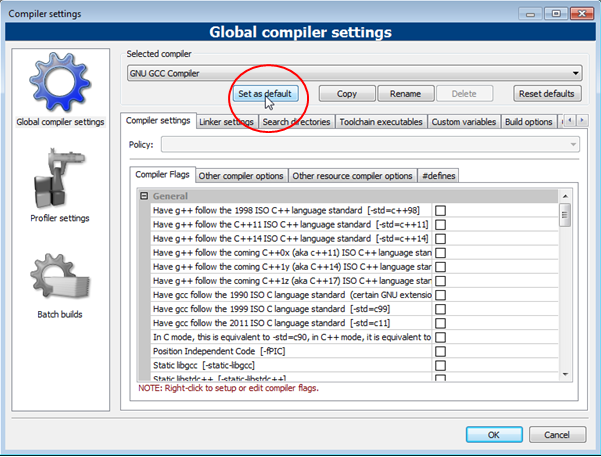 Compiler settings
Global compiler settings
Selected compiler
GNU GCC Compiler
Set as default
Copy
Rename
Delete
Reset defaults
Global compiler settings
Profiler settings
Batch builds
Compiler settings
Linker settings
Search directories
Toolchain executables
Custom variables
Build options
Policy:
Compiler Flags
Other compiler options
Other resource compiler options
#defines
General
Have g++ follow the 1998 ISO C++ language standard [-std=c++98]
Have g++ follow the C++11 ISO C++ language standard [-std=c++11]
Have g++ follow the C++14 ISO C++ language standard [-std=c++14]
Have g++ follow the coming C++0x (aka c++11) ISO C++ language stan
Have g++ follow the coming C++1y (aka C++14) ISO C++ language stan
Have g++ follow the coming C++1z (aka C++17) ISO C++ language stan
Have gcc follow the 1990 ISO C language standard (certain GNU extensio
Have gcc follow the 1999 ISO C language standard [-std=c99]
Have gcc follow the 2011 ISO C language standard [-std=c11]
In C mode, this is equivalent to -std=c90, in C++ mode, it is equivalent to
Position Independent Code [-fPIC]
Static libgcc [-static-libgcc]
Static libstdc++ [-static-libstdc++]
NOTE: Right-click to setup or edit compiler flags.
OK
Cancel